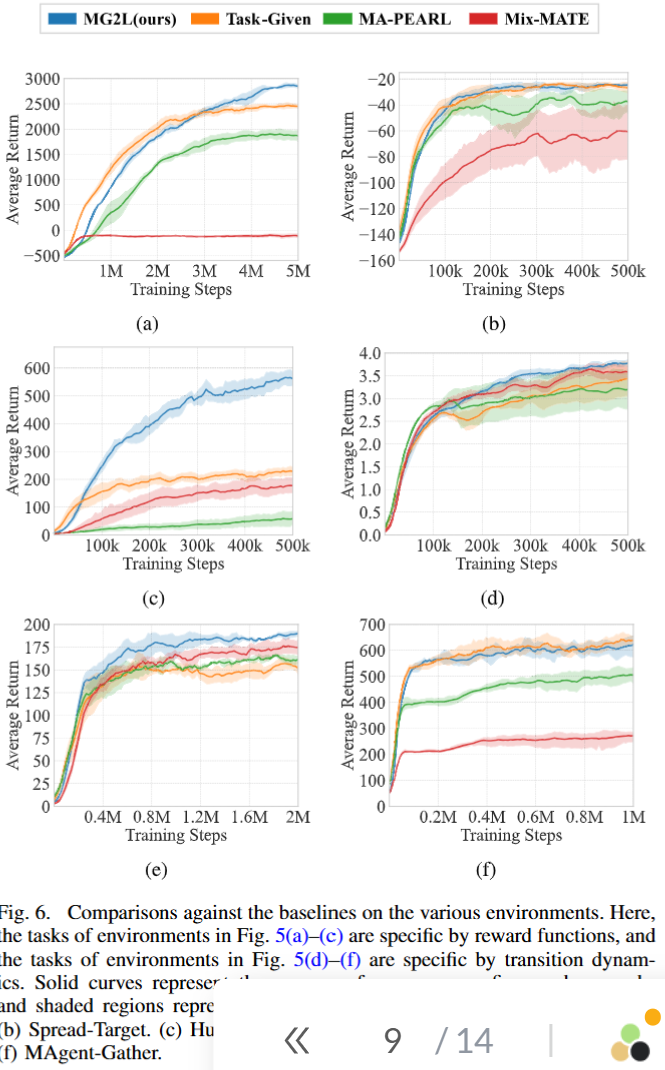 MG2L(ours) Task-Given MA-PEARL Mix-MATE
3000
2500
2000
1500
1000
500
0
−500
Average Return
1M 2M 3M 4M 5M
Training Steps
(a)
−20
−40
−60
−80
−100
−120
−140
−160
Average Return
100k 200k 300k 400k 500k
Training Steps
(b)
600
500
400
300
200
100
0
Average Return
100k 200k 300k 400k 500k
Training Steps
(c)
4.0
3.5
3.0
2.5
2.0
1.5
1.0
0.5
0.0
Average Return
100k 200k 300k 400k 500k
Training Steps
(d)
200
175
150
125
100
75
50
25
0
Average Return
0.4M 0.8M 1.2M 1.6M 2M
Training Steps
(e)
700
600
500
400
300
200
100
0
Average Return
0.2M 0.4M 0.6M 0.8M 1M
Training Steps
(f)
Fig. 6. Comparisons against the baselines on the various environments. Here,
the tasks of environments in Fig. 5(a)–(c) are specific by reward functions, and
the tasks of environments in Fig. 5(d)–(f) are specific by transition dynam-
ics. Solid curves represent
and shaded regions repre
(b) Spread-Target. (c) Hu
(f) MAgent-Gather.
9 / 14